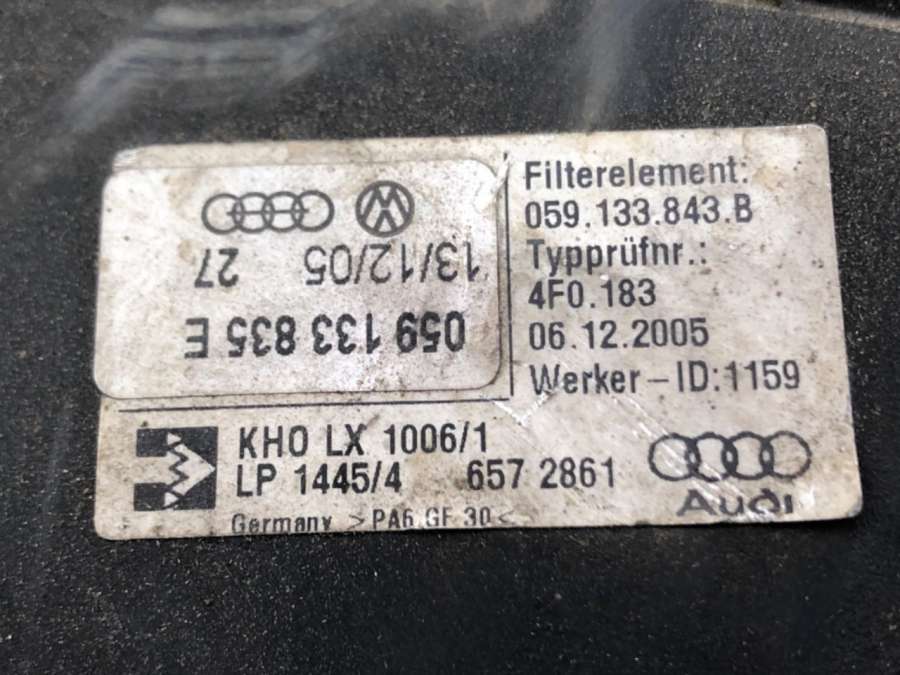 059 133 835 E
13/12/05 27
Filterelement:
059.133.843.B
Typprüfnr.:
4F0.183
06.12.2005
Werker-ID:1159
KHO LX 1006/1
LP 1445/4 657 2861
Audi
Germany >PA6 GF 30<